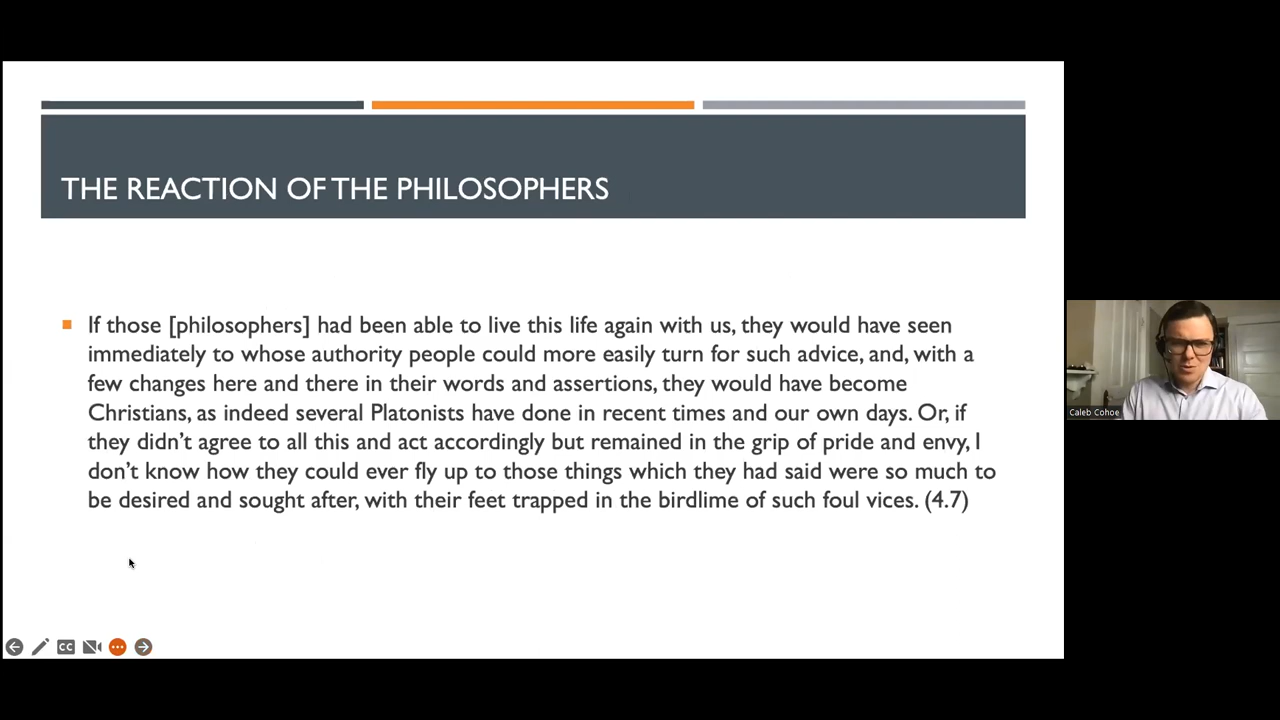 THE REACTION OF THE PHILOSOPHERS
If those [philosophers] had been able to live this life again with us, they would have seen
immediately to whose authority people could more easily turn for such advice, and, with a
few changes here and there in their words and assertions, they would have become
Christians, as indeed several Platonists have done in recent times and our own days. Or, if
they didn't agree to all this and act accordingly but remained in the grip of pride and envy, I
don't know how they could ever fly up to those things which they had said were so much to
be desired and sought after, with their feet trapped in the birdlime of such foul vices. (4.7)
CC
Caleb Cohoe